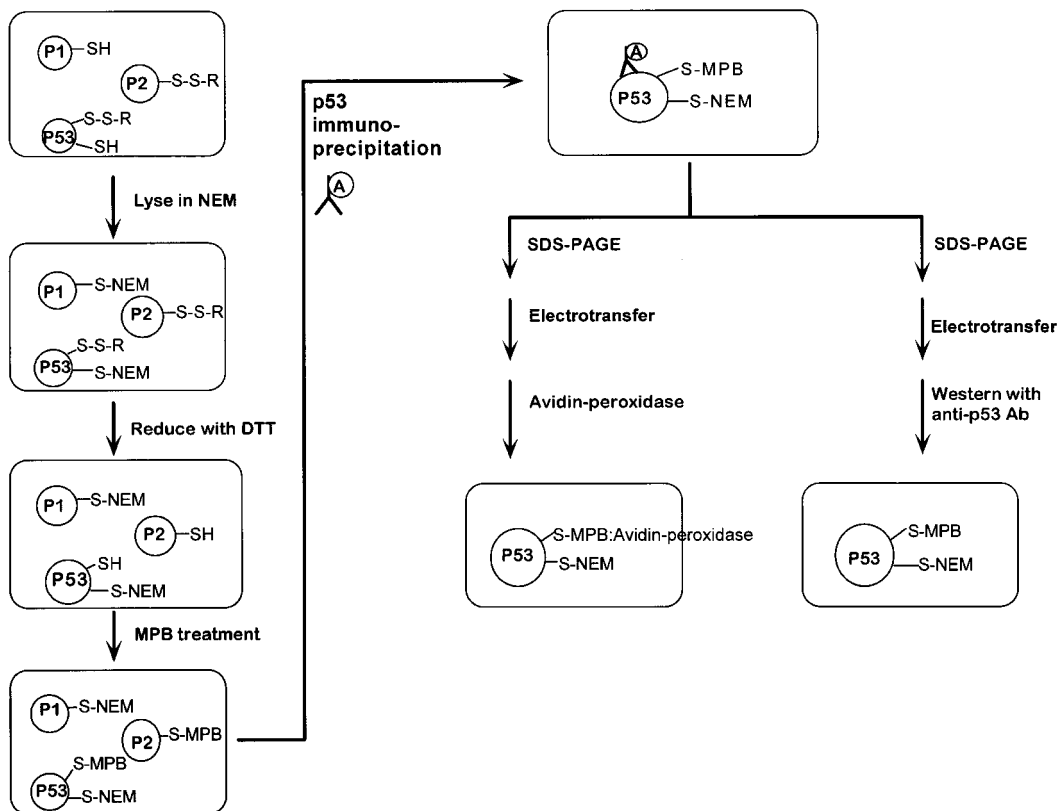 P1
SH
P2
S-S-R
S-S-R
P53
SH
Lyse in NEM
P1
S-NEM
P2
S-S-R
S-S-R
P53
S-NEM
Reduce with DTT
P1
S-NEM
P2
SH
SH
P53
S-NEM
MPB treatment
P1
S-NEM
P2
S-MPB
S-MPB
P53
S-NEM
p53
immuno-
precipitation
A
A
S-MPB
P53
S-NEM
SDS-PAGE
Electrotransfer
Avidin-peroxidase
S-MPB:Avidin-peroxidase
P53
S-NEM
SDS-PAGE
Electrotransfer
Western with
anti-p53 Ab
S-MPB
P53
S-NEM